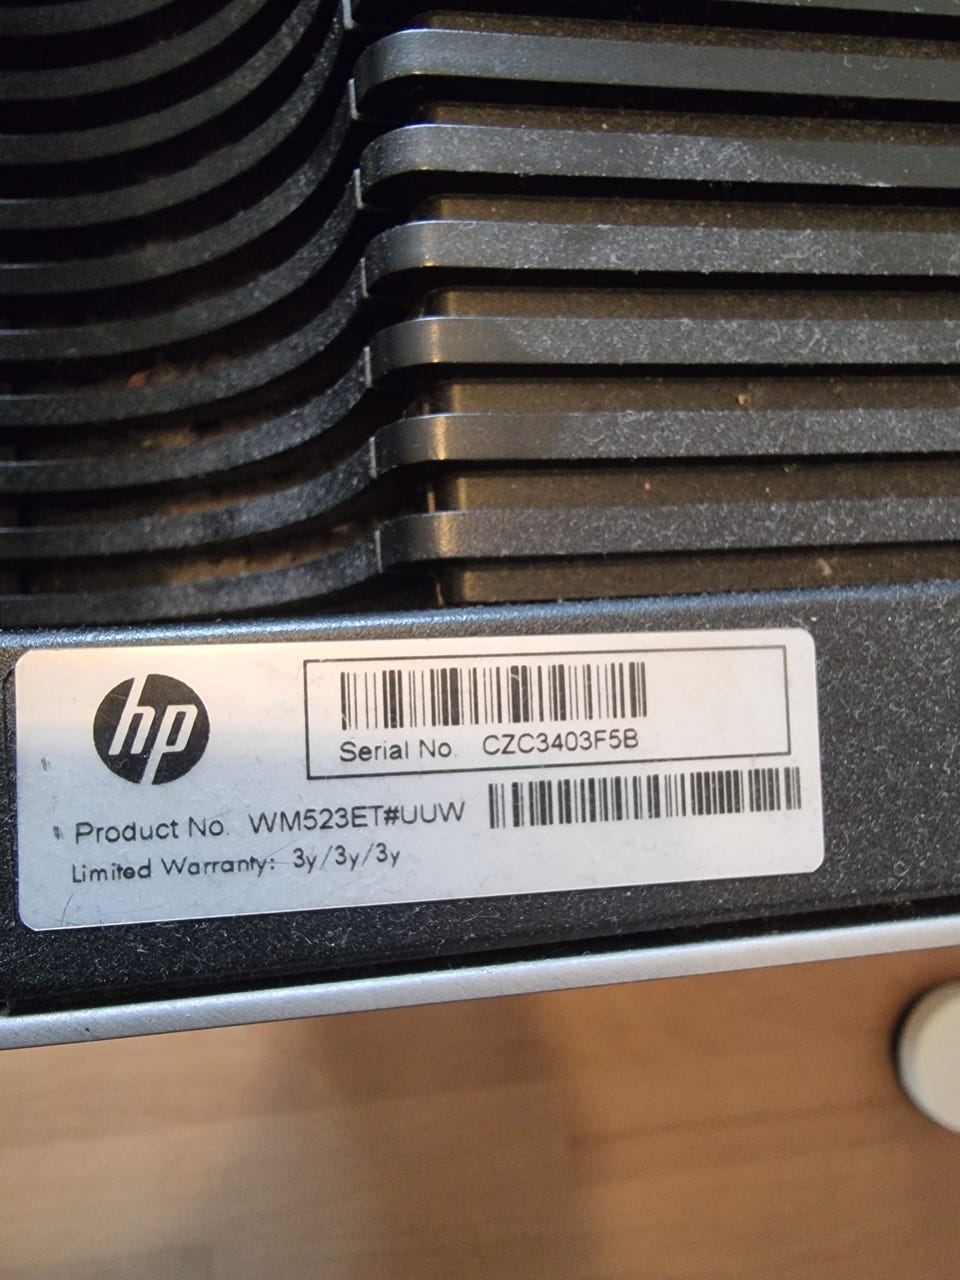 hp
Serial No. CZC3403F5B
Product No. WM523ET#UUW
Limited Warranty: 3y/3y/3y